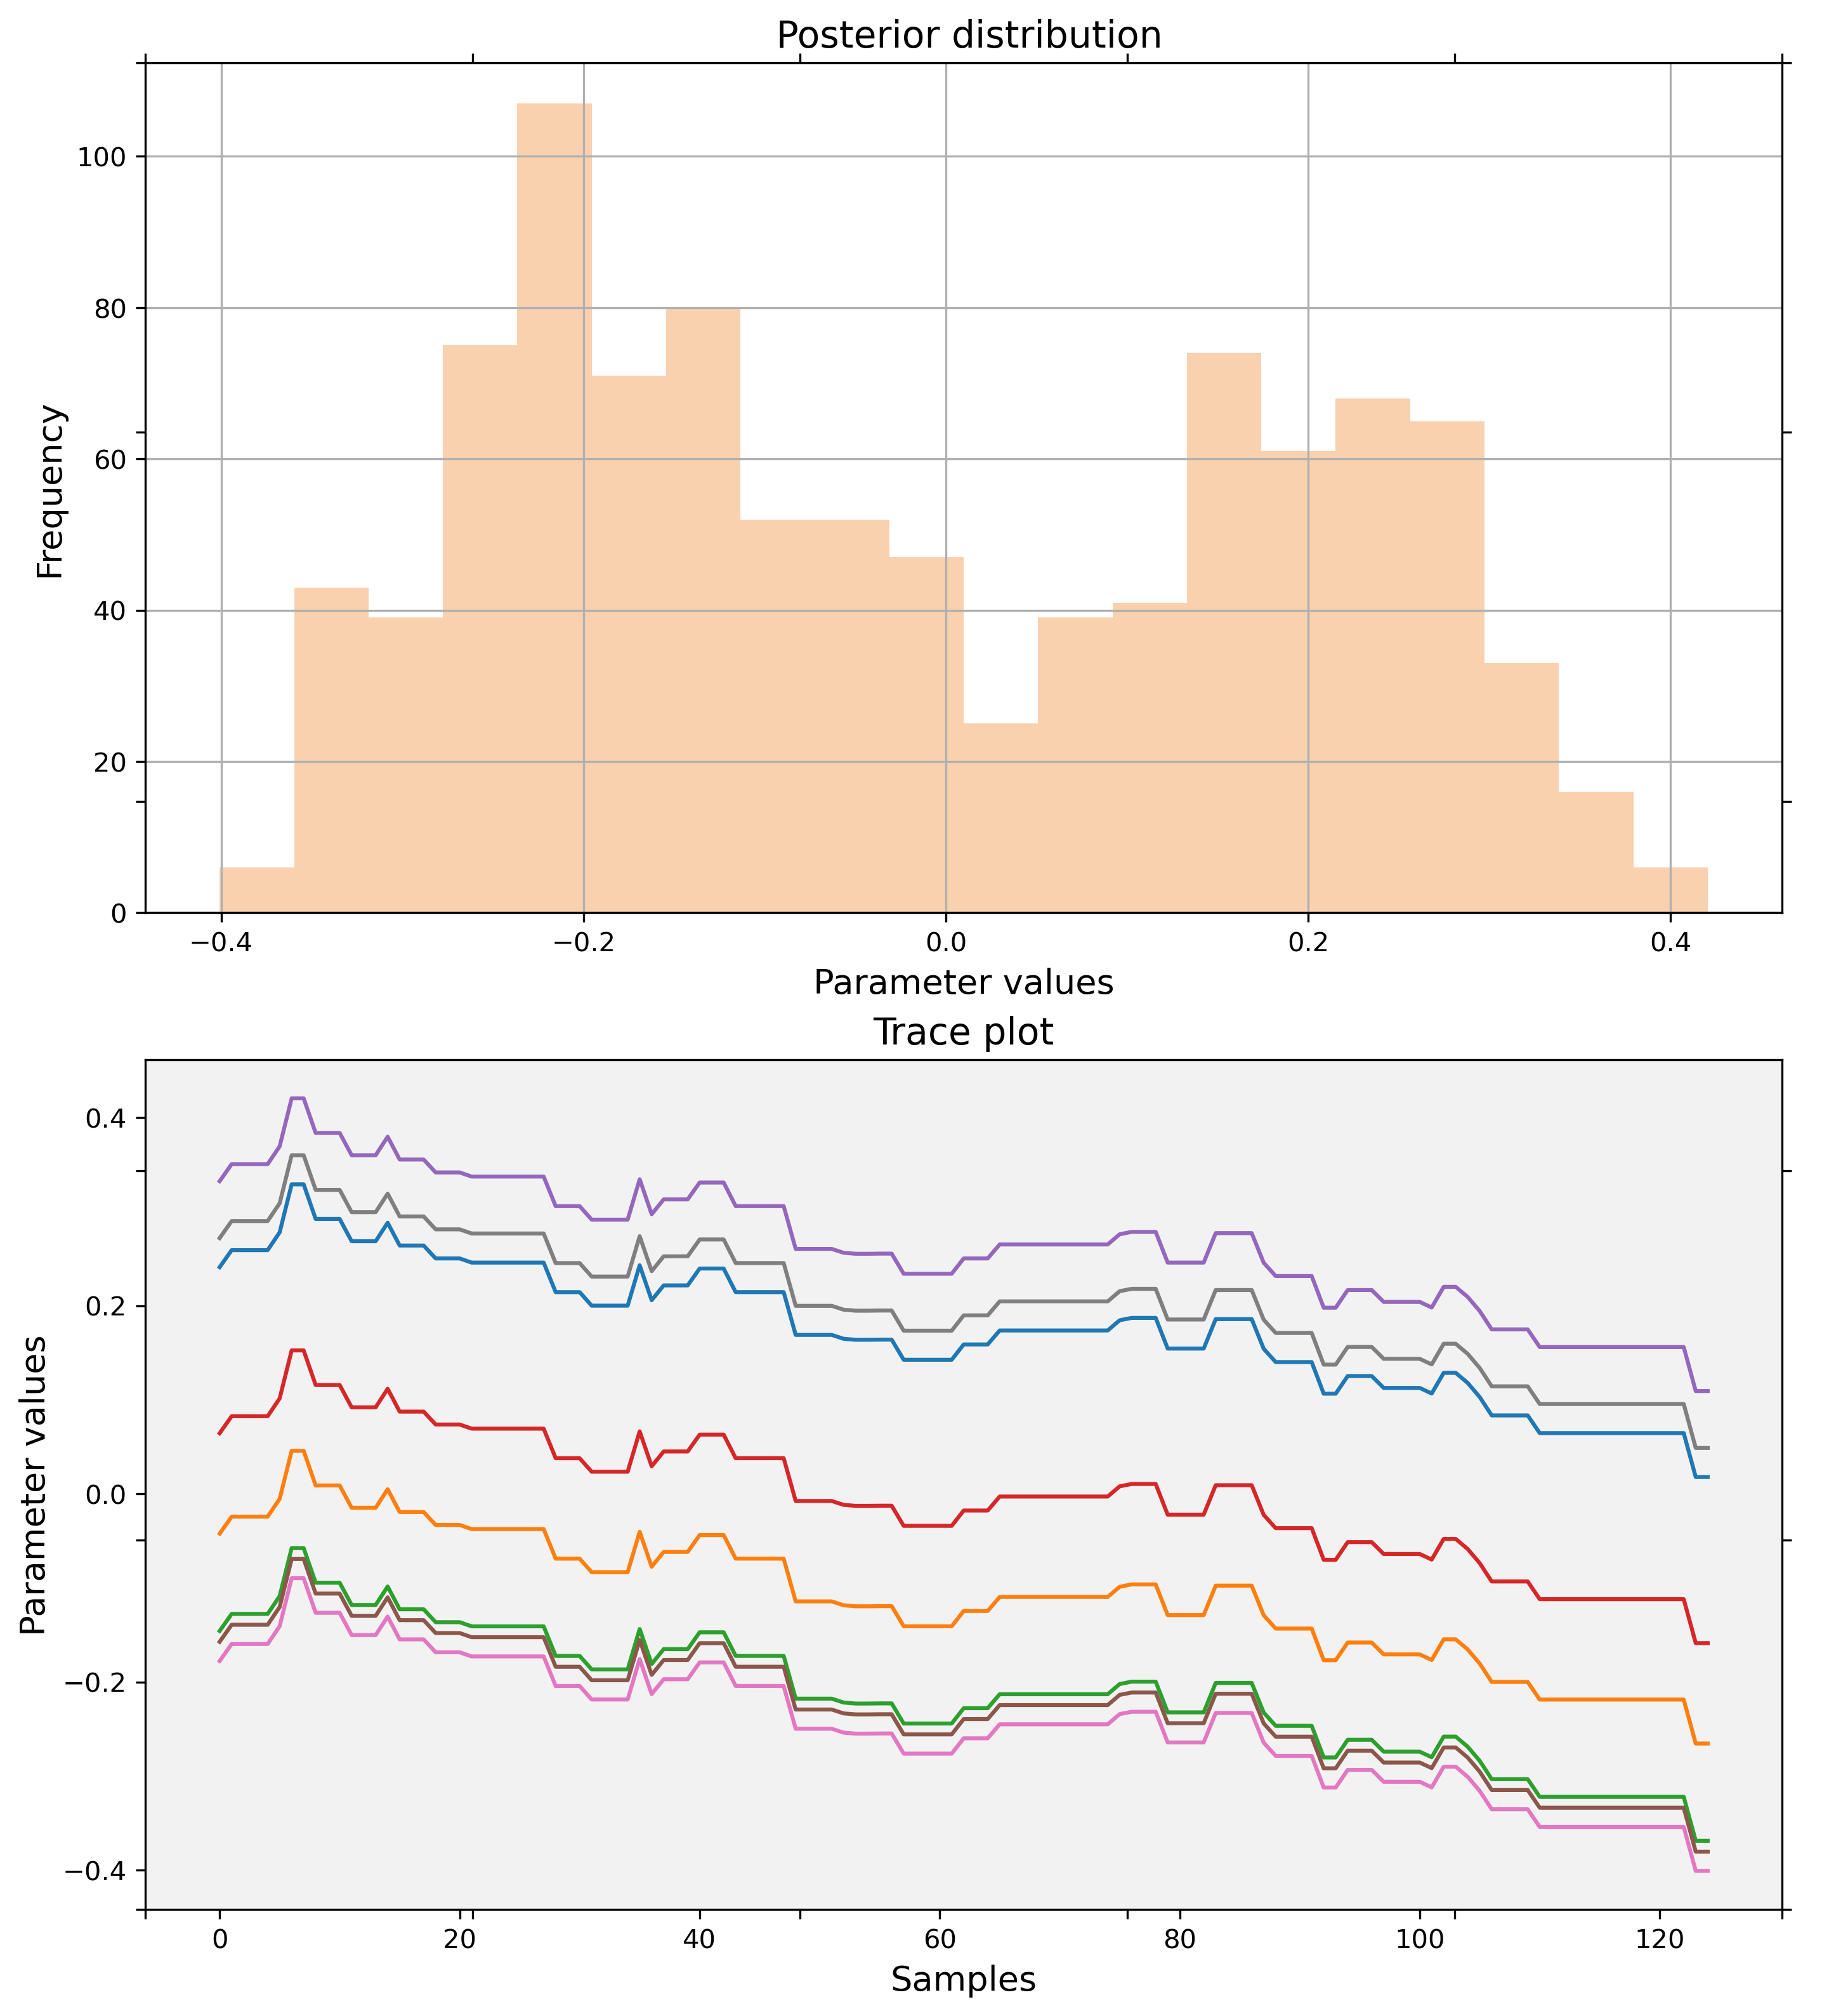 Posterior distribution
100
80
60
40
20
0
Frequency
−0.4 −0.2 0.0 0.2 0.4
Parameter values
Trace plot
0.4
0.2
0.0
−0.2
−0.4
Parameter values
0 20 40 60 80 100 120
Samples